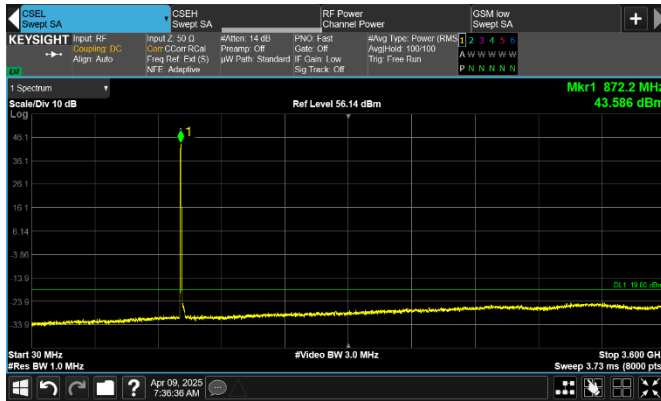 CSEL
Swept SA
CSEH
Swept SA
RF Power
Channel Power
GSM low
Swept SA
+
KEYSIGHT
Input: RF
Coupling: DC
Align: Auto
Input Z: 50 Ω
Corr CCorr RCal
Freq Ref: Ext (S)
NFE: Adaptive
#Atten: 14 dB
Preamp: Off
µW Path: Standard
PNO: Fast
Gate: Off
IF Gain: Low
Sig Track: Off
#Avg Type: Power (RMS
Avg|Hold: 100/100
Trig: Free Run
1 2 3 4 5 6
A W W W W W
P N N N N N
LXI
1 Spectrum
Mkr1 872.2 MHz
Scale/Div 10 dB
Ref Level 56.14 dBm
43.586 dBm
Log
1
46.1
36.1
26.1
16.1
6.14
-3.86
-13.9
DL1 -19.00 dBm
-23.9
-33.9
Start 30 MHz
#Video BW 3.0 MHz
Stop 3.600 GHz
#Res BW 1.0 MHz
Sweep 3.73 ms (8000 pts)
?
Apr 09, 2025
7:36:36 AM